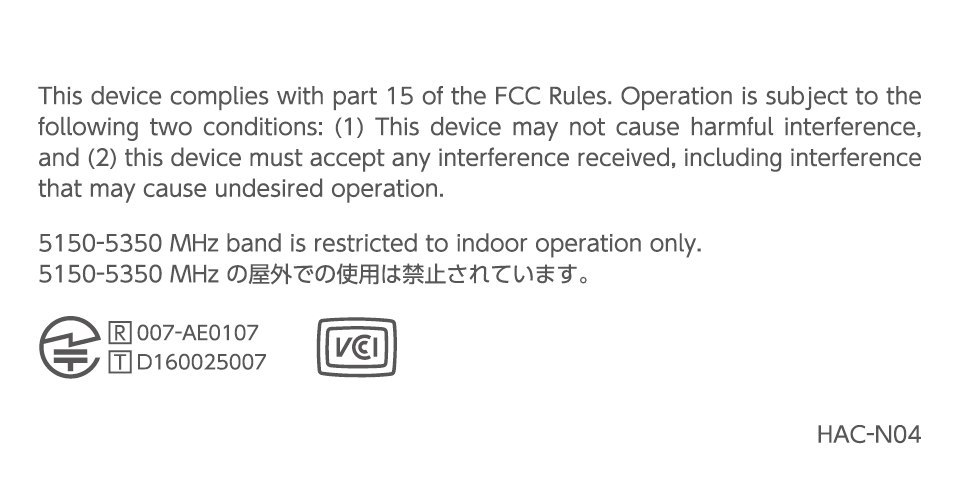 This device complies with part 15 of the FCC Rules. Operation is subject to the
following two conditions: (1) This device may not cause harmful interference,
and (2) this device must accept any interference received, including interference
that may cause undesired operation.
5150-5350 MHz band is restricted to indoor operation only.
5150-5350 MHz の屋外での使用は禁止されています。
R 007-AE0107
T D160025007
VCCI
HAC-N04